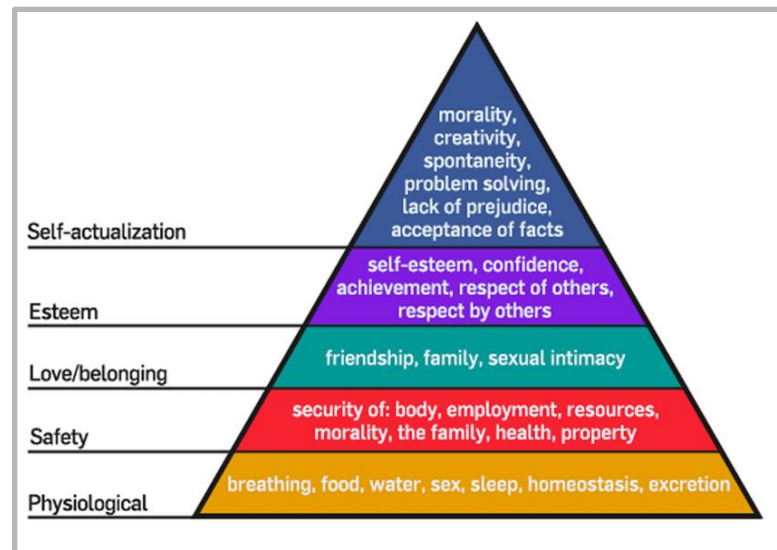 morality,
creativity,
spontaneity,
problem solving,
lack of prejudice,
acceptance of facts
Self-actualization
self-esteem, confidence,
achievement, respect of others,
respect by others
Esteem
friendship, family, sexual intimacy
Love/belonging
security of: body, employment, resources,
morality, the family, health, property
Safety
breathing, food, water, sex, sleep, homeostasis, excretion
Physiological